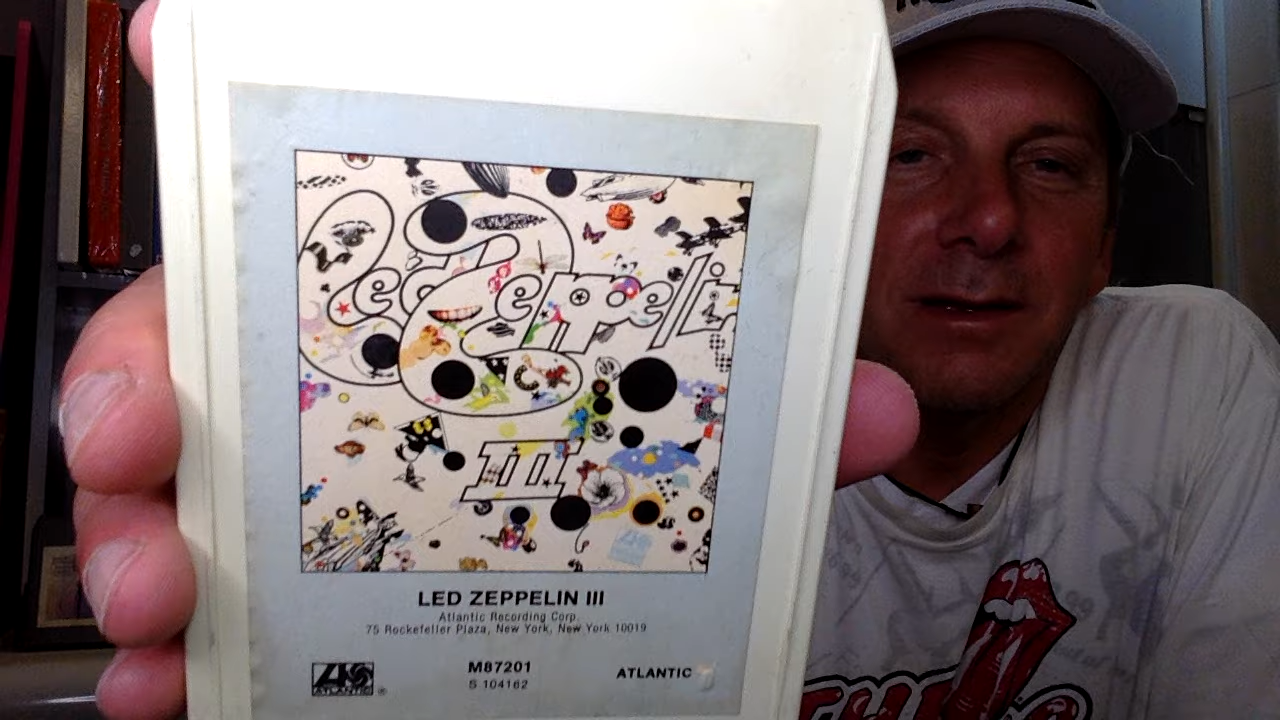 Led Zeppelin
III
LED ZEPPELIN III
Atlantic Recording Corp.
75 Rockefeller Plaza, New York, New York 10019
M87201
S 104162
ATLANTIC
ATLANTIC